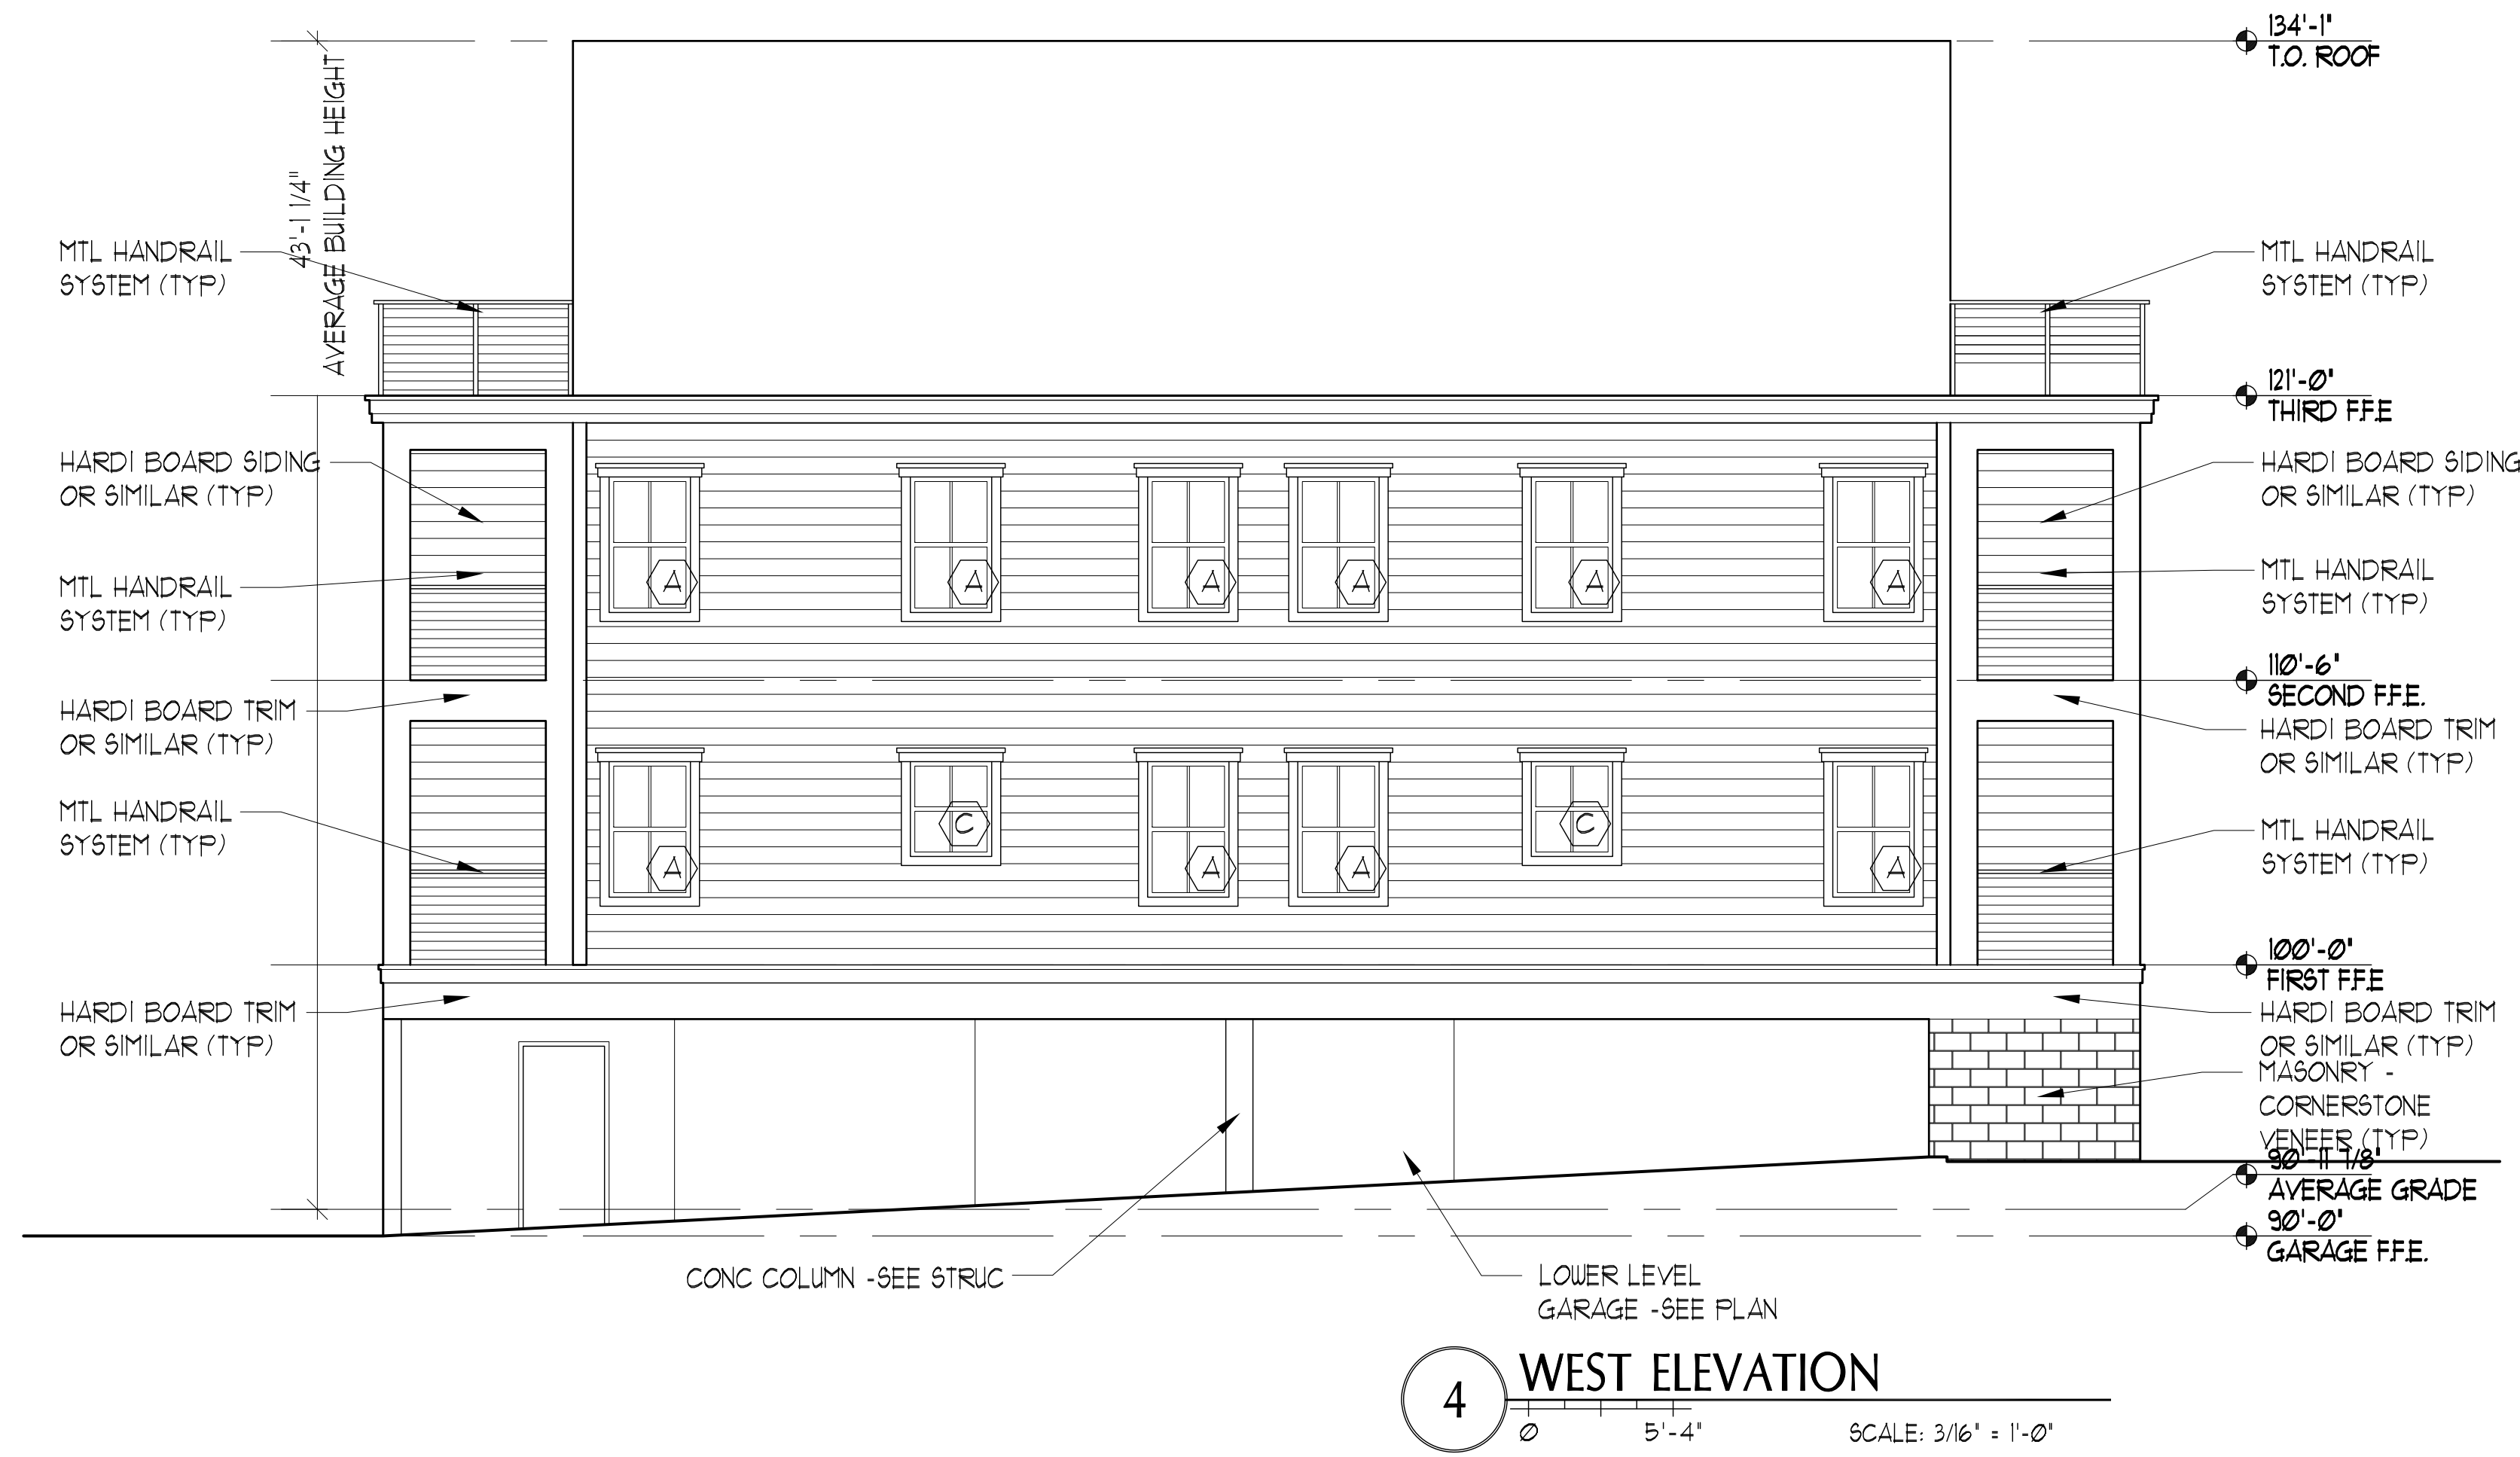 134'-1"
T.O. ROOF
43'-1 1/4"
AVERAGE BUILDING HEIGHT
MTL HANDRAIL
SYSTEM (TYP)
MTL HANDRAIL
SYSTEM (TYP)
121'-0"
THIRD F.F.E
HARDI BOARD SIDING
OR SIMILAR (TYP)
HARDI BOARD SIDING
OR SIMILAR (TYP)
A A A A A A
MTL HANDRAIL
SYSTEM (TYP)
MTL HANDRAIL
SYSTEM (TYP)
110'-6"
SECOND F.F.E.
HARDI BOARD TRIM
OR SIMILAR (TYP)
HARDI BOARD TRIM
OR SIMILAR (TYP)
MTL HANDRAIL
SYSTEM (TYP)
C C
A A A A
MTL HANDRAIL
SYSTEM (TYP)
100'-0"
FIRST F.F.E
HARDI BOARD TRIM
OR SIMILAR (TYP)
HARDI BOARD TRIM
OR SIMILAR (TYP)
MASONRY -
CORNERSTONE
VENEER (TYP)
90'-11 1/8"
AVERAGE GRADE
90'-0"
GARAGE F.F.E.
CONC COLUMN -SEE STRUC
LOWER LEVEL
GARAGE -SEE PLAN
4
WEST ELEVATION
0 5'-4" SCALE: 3/16" = 1'-0"